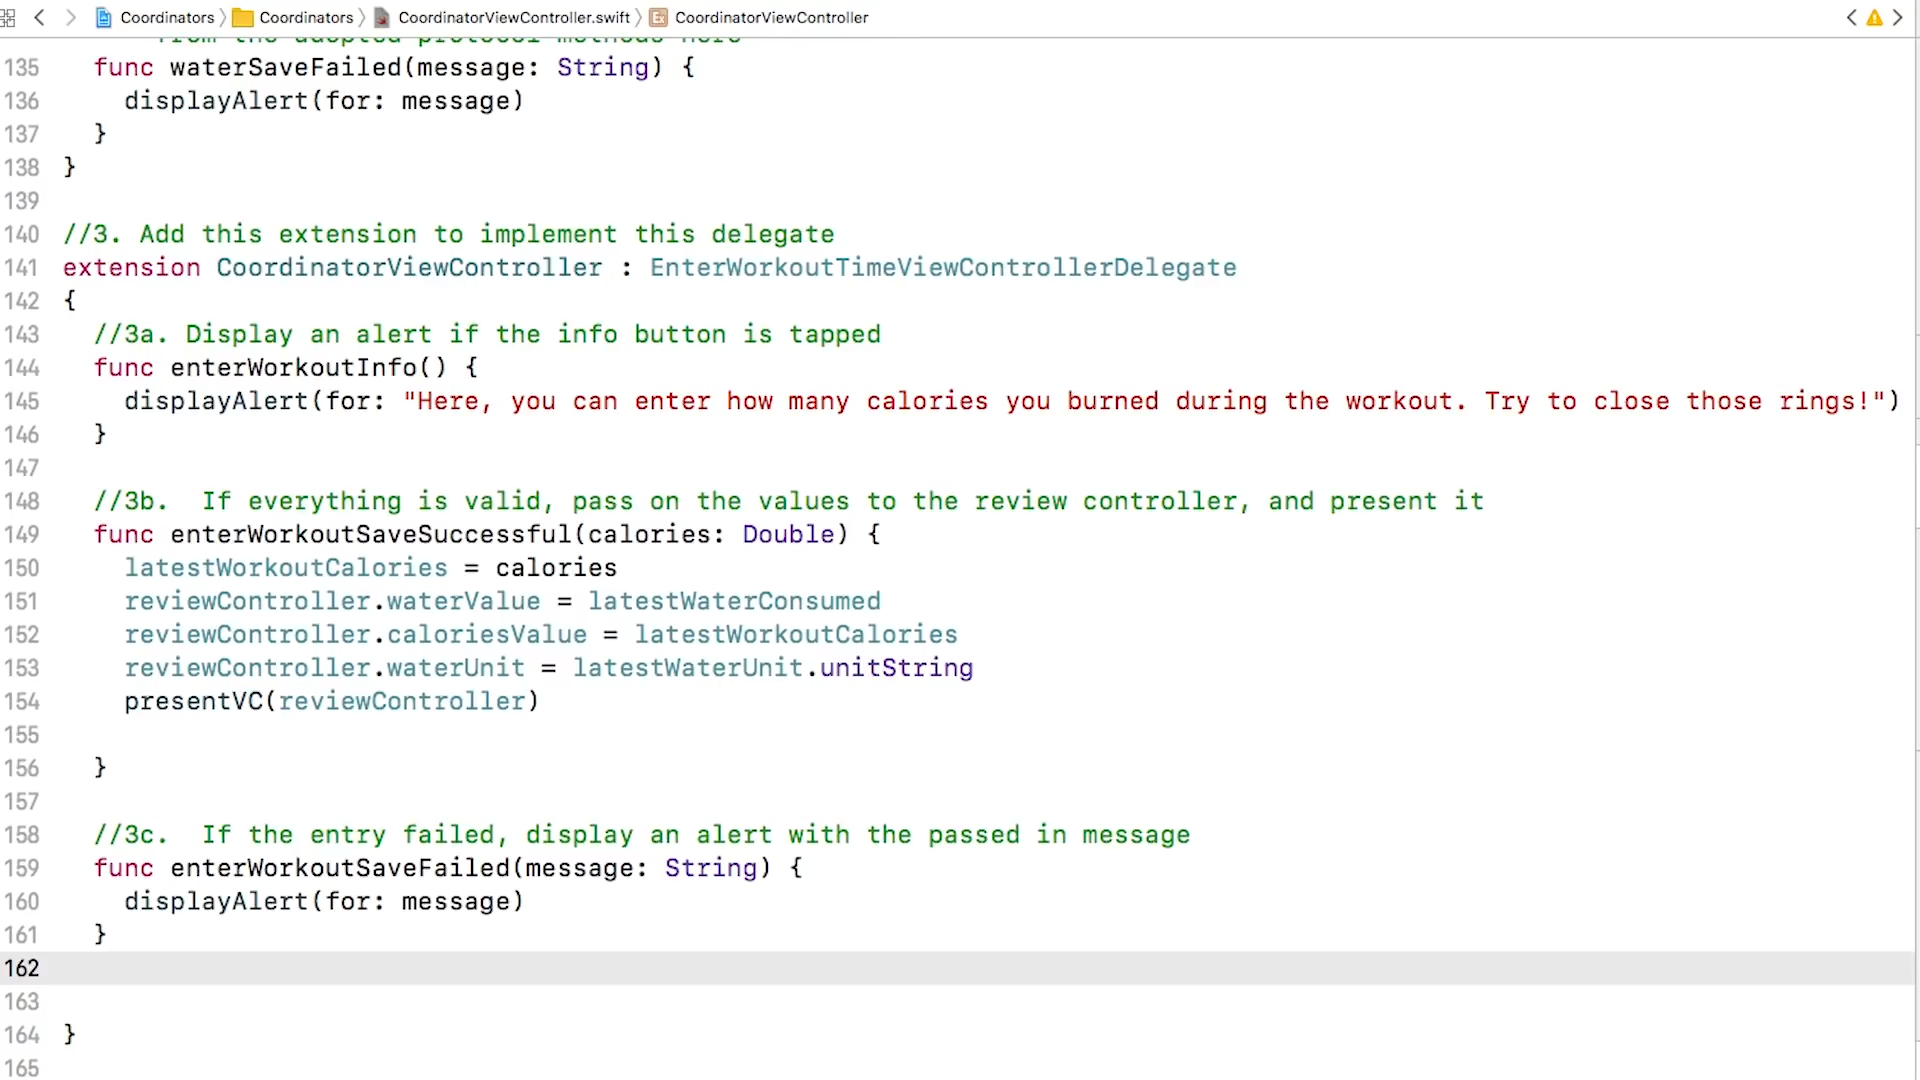 Coordinators Coordinators CoordinatorViewController.swift CoordinatorViewController
from the adopted protocol methods here
135 func waterSaveFailed(message: String) {
136 displayAlert(for: message)
137 }
138 }
139
140 //3. Add this extension to implement this delegate
141 extension CoordinatorViewController : EnterWorkoutTimeViewControllerDelegate
142 {
143 //3a. Display an alert if the info button is tapped
144 func enterWorkoutInfo() {
145 displayAlert(for: "Here, you can enter how many calories you burned during the workout. Try to close those rings!")
146 }
147
148 //3b.  If everything is valid, pass on the values to the review controller, and present it
149 func enterWorkoutSaveSuccessful(calories: Double) {
150 latestWorkoutCalories = calories
151 reviewController.waterValue = latestWaterConsumed
152 reviewController.caloriesValue = latestWorkoutCalories
153 reviewController.waterUnit = latestWaterUnit.unitString
154 presentVC(reviewController)
155
156 }
157
158 //3c.  If the entry failed, display an alert with the passed in message
159 func enterWorkoutSaveFailed(message: String) {
160 displayAlert(for: message)
161 }
162
163
164 }
165